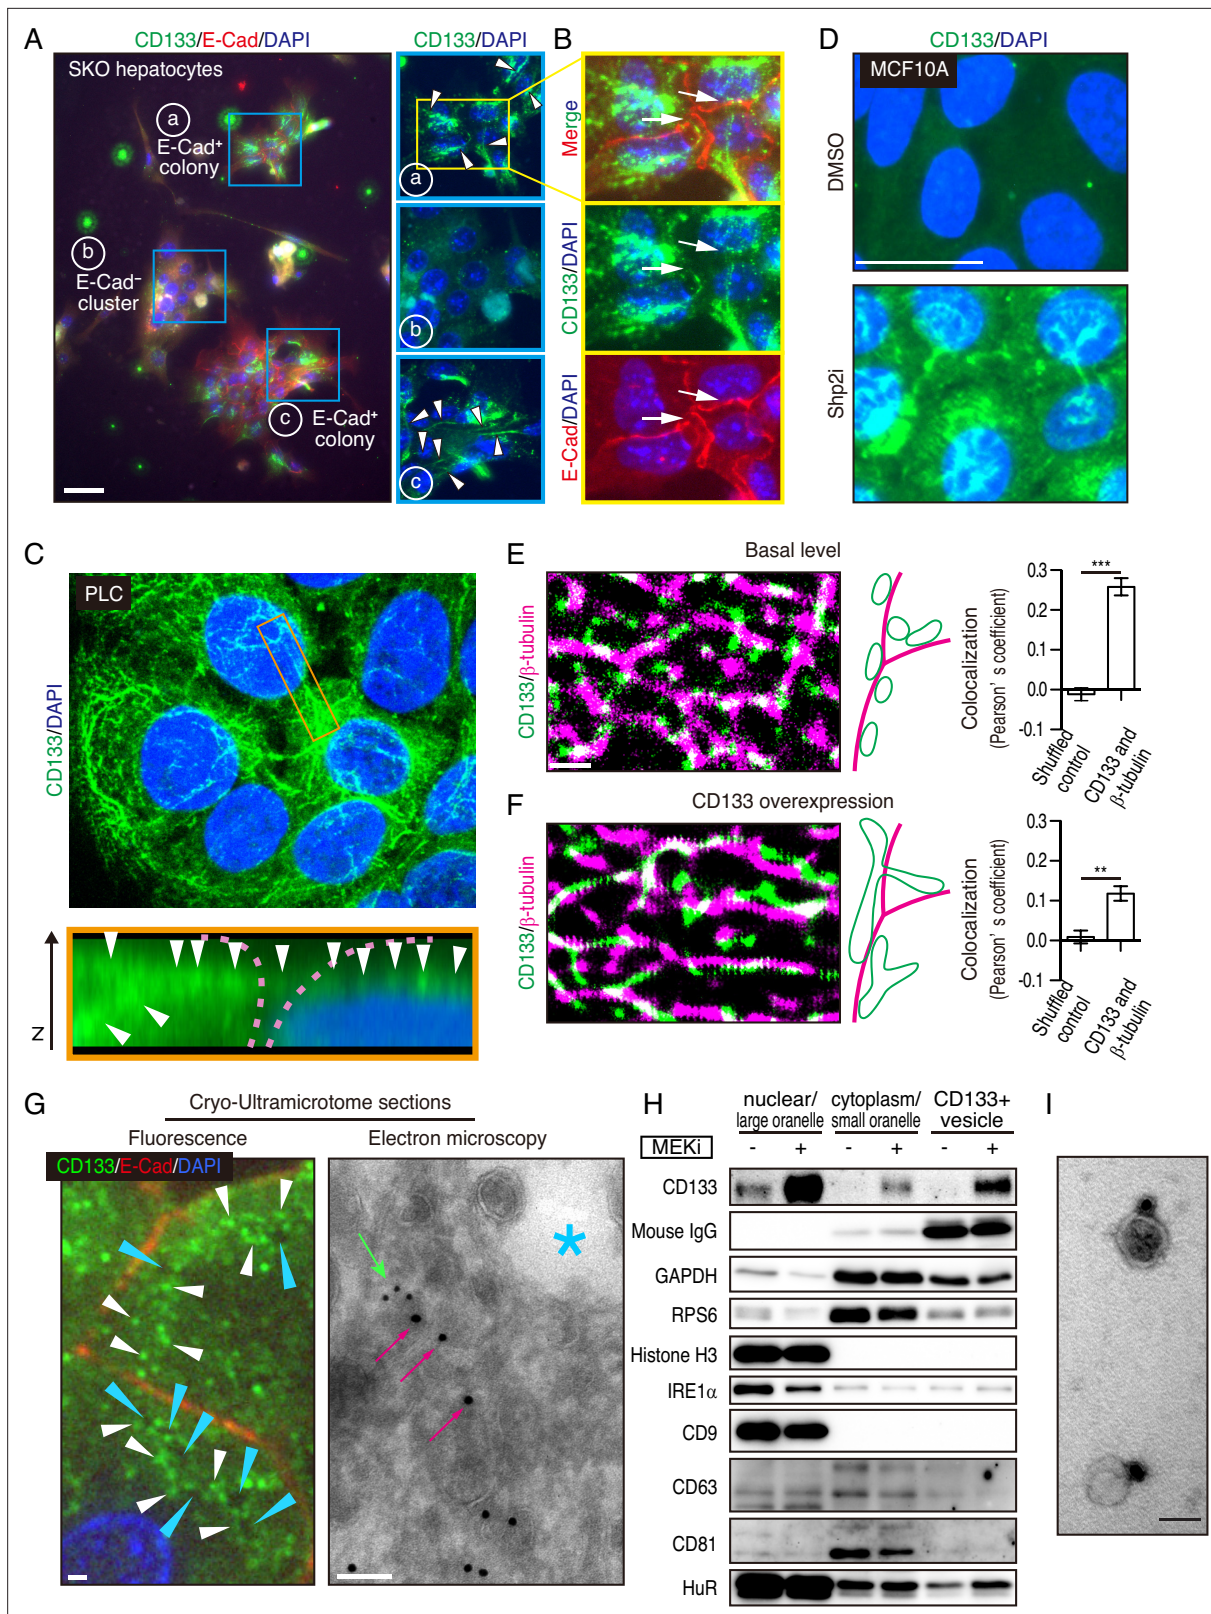 A
CD133/E-Cad/DAPI
SKO hepatocytes
a
E-Cad⁺
colony
b
E-Cad⁻
cluster
c
E-Cad⁺
colony
CD133/DAPI
a
b
c
B
Merge
CD133/DAPI
E-Cad/DAPI
D
CD133/DAPI
MCF10A
DMSO
Shp2i
C
PLC
CD133/DAPI
Z
E
Basal level
CD133/β-tubulin
Colocalization
(Pearson' s coefficient)
0.3
0.2
0.1
0.0
-0.1
***
Shuffled
control
CD133 and
β-tubulin
F
CD133 overexpression
CD133/β-tubulin
Colocalization
(Pearson' s coefficient)
0.3
0.2
0.1
0.0
-0.1
**
Shuffled
control
CD133 and
β-tubulin
G
Cryo-Ultramicrotome sections
Fluorescence
Electron microscopy
CD133/E-Cad/DAPI
*
H
nuclear/
large organelle
cytoplasm/
small organelle
CD133+
vesicle
MEKi
- + - + - +
CD133
Mouse IgG
GAPDH
RPS6
Histone H3
IRE1α
CD9
CD63
CD81
HuR
I